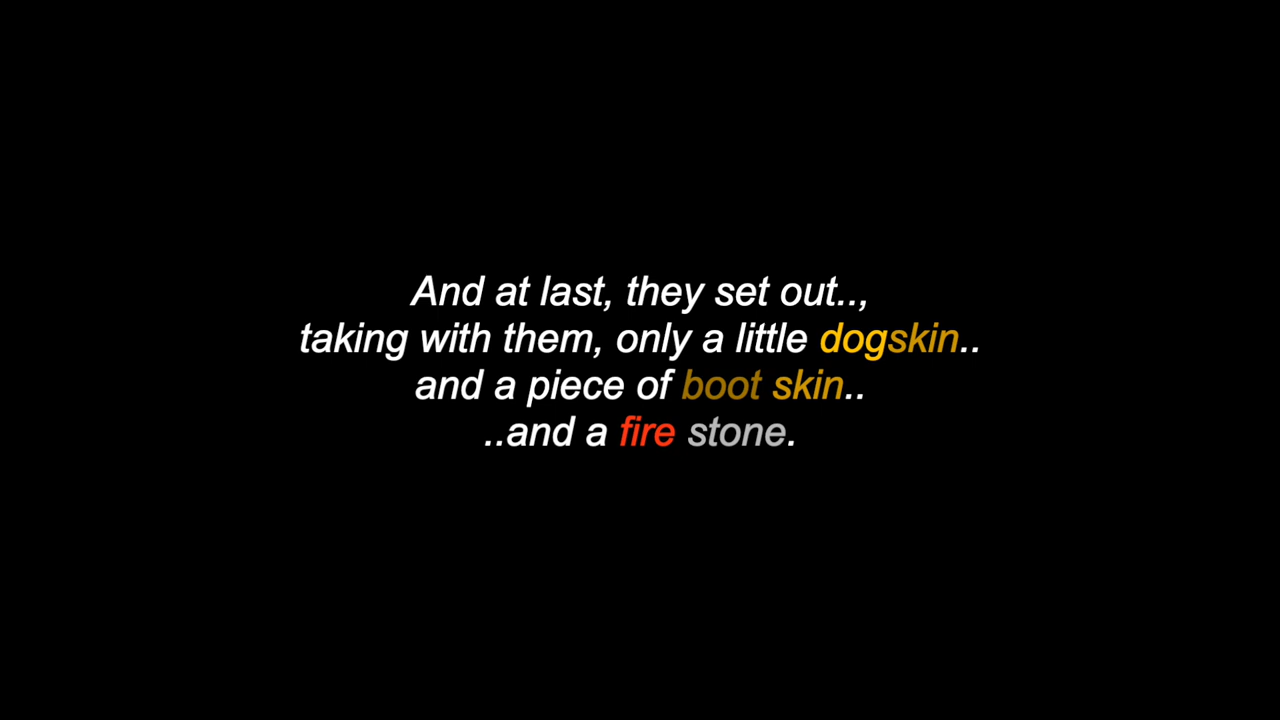 And at last, they set out..,
taking with them, only a little dogskin..
and a piece of boot skin..
..and a fire stone.